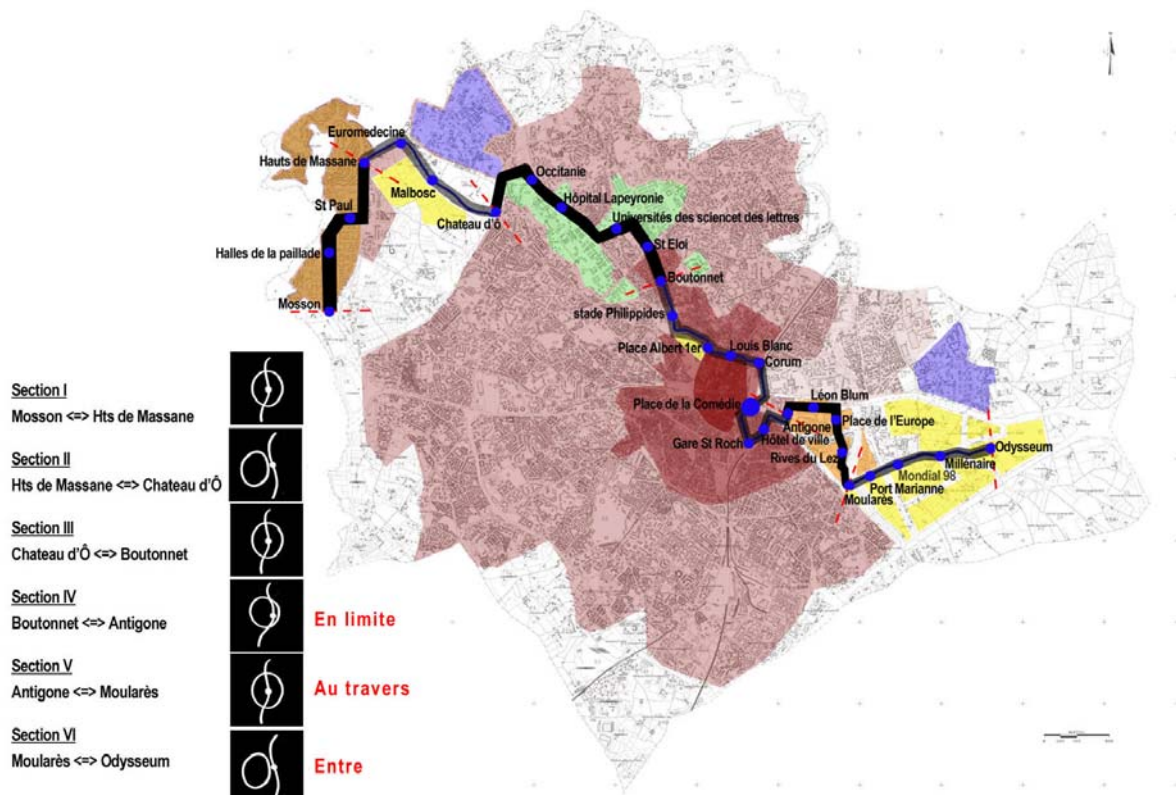 Euromedecine
Hauts de Massane
Malbosc
St Paul
Chateau d'ô
Halles de la paillade
Mosson
Occitanie
Hôpital Lapeyronie
Universités des sciencet des lettres
St Eloi
Boutonnet
stade Philippides
Place Albert 1er
Louis Blanc
Corum
Place de la Comédie
Gare St Roch
Hôtel de ville
Antigone
Léon Blum
Place de l'Europe
Rives du Lez
Moularès
Port Marianne
Mondial 98
Millénaire
Odysseum
Section I
Mosson <=> Hts de Massane
Section II
Hts de Massane <=> Chateau d'Ô
Section III
Chateau d'Ô <=> Boutonnet
Section IV
Boutonnet <=> Antigone
En limite
Section V
Antigone <=> Moularès
Au travers
Section VI
Moularès <=> Odysseum
Entre